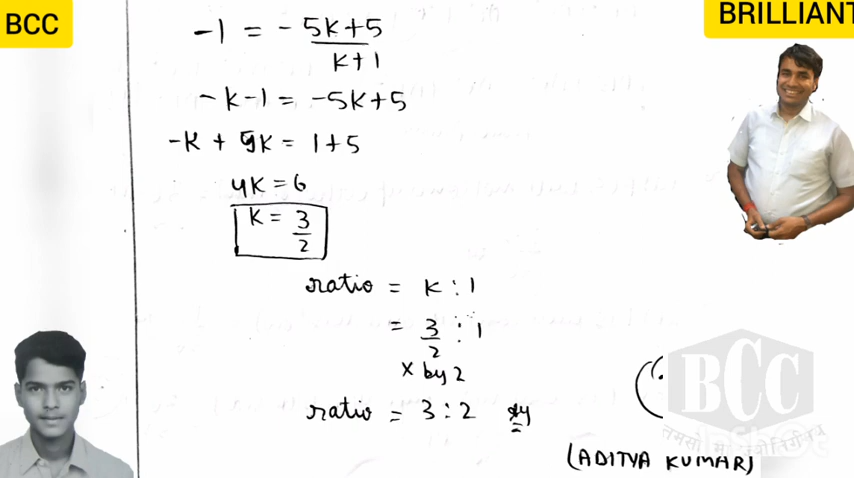 BCC
BRILLIANT
-1 = -5k+5/k+1
-k-1 = -5k+5
-k + 5k = 1+5
4k = 6
k = 3/2
ratio = k : 1
= 3/2 : 1
× by 2
ratio = 3 : 2
BCC
InShOt
(ADITYA KUMAR)